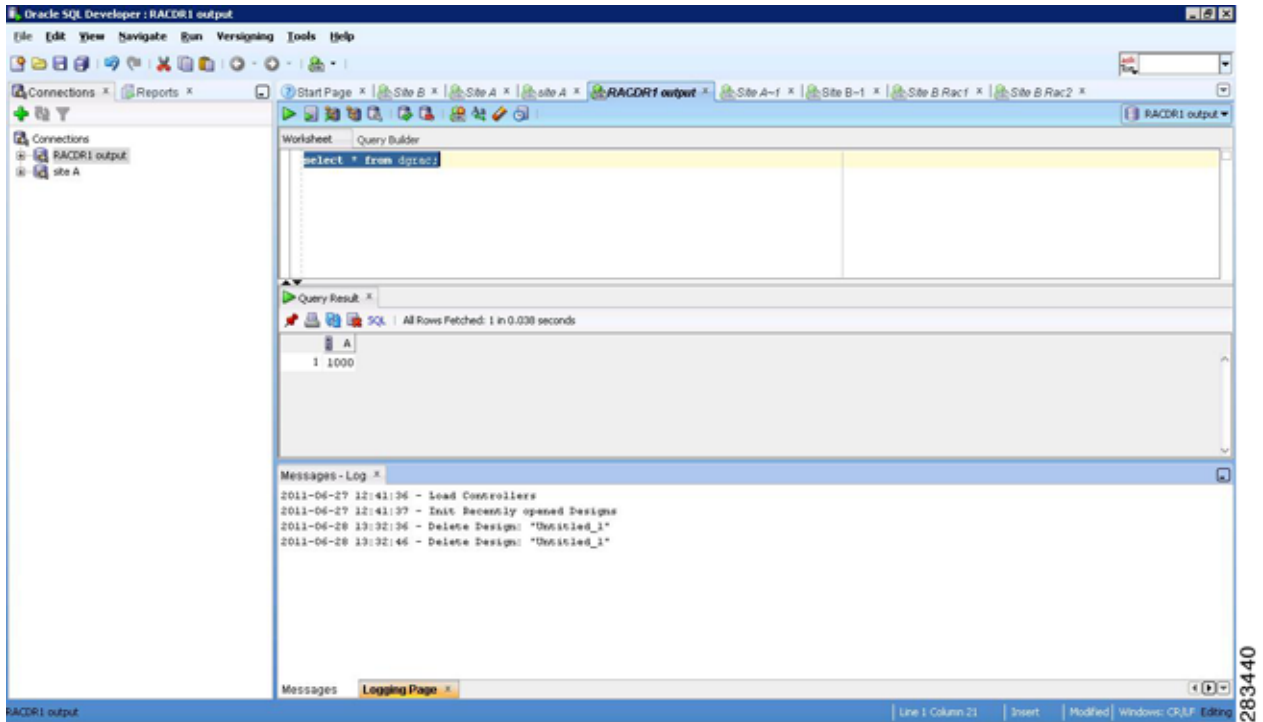 Oracle SQL Developer : RACDR1 output
File Edit View Navigate Run Versioning Tools Help
Connections Reports
Start Page Site B Site A site A RACDR1 output Site A~1 Site B~1 Site B Rac1 Site B Rac2
RACDR1 output
Worksheet Query Builder
Connections
RACDR1 output
site A
select * from dgrac;
Query Result
SQL All Rows Fetched: 1 in 0.038 seconds
A
1 1000
Messages - Log
2011-06-27 12:41:36 - Load Controllers
2011-06-27 12:41:37 - Init Recently opened Designs
2011-06-28 13:32:36 - Delete Design: "Untitled_1"
2011-06-28 13:32:46 - Delete Design: "Untitled_1"
Messages Logging Page
RACDR1 output Line 1 Column 21 Insert Modified Windows: CR/LF Editing
283440